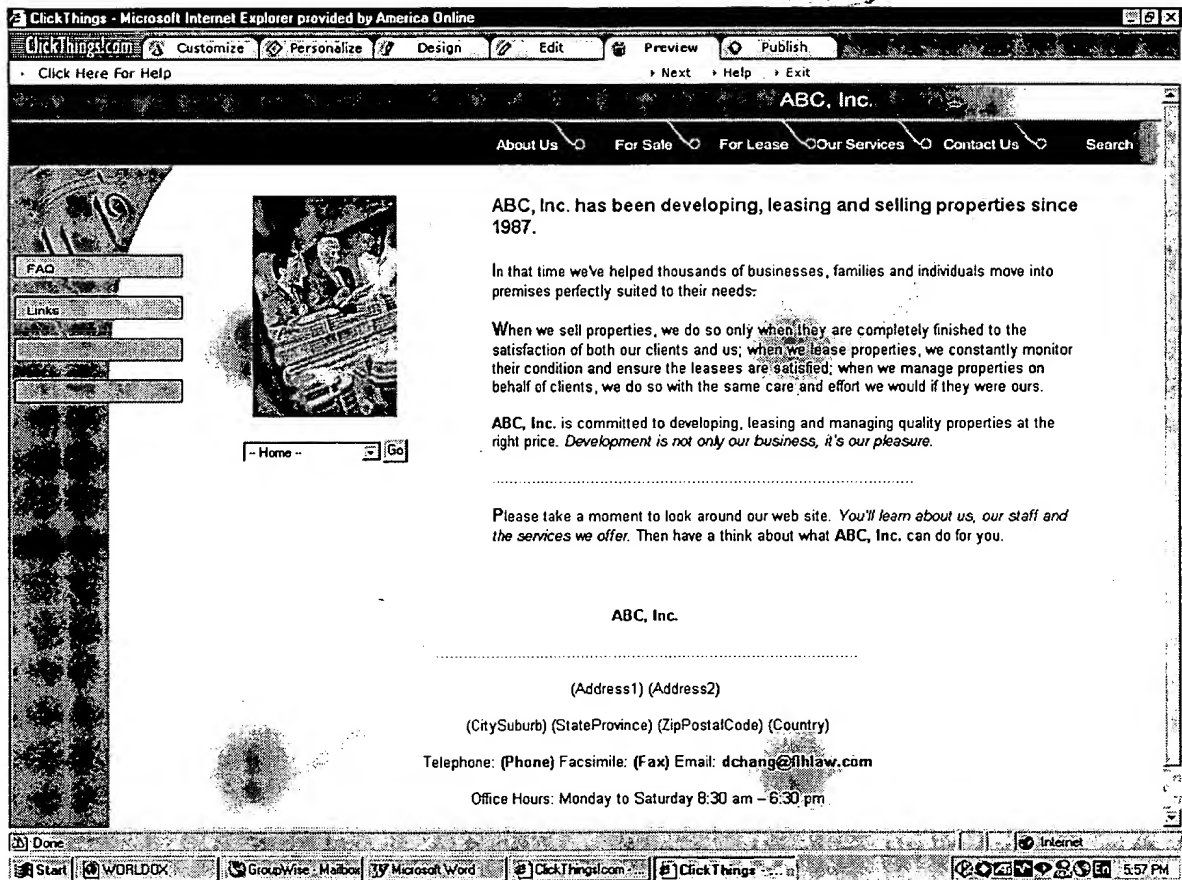 ClickThings - Microsoft Internet Explorer provided by America Online
ClickThings!com Customize Personalize Design Edit Preview Publish
Click Here For Help Next Help Exit
ABC, Inc.
About Us For Sale For Lease Our Services Contact Us Search
FAQ
Links
-- Home -- Go
ABC, Inc. has been developing, leasing and selling properties since
1987.
In that time we've helped thousands of businesses, families and individuals move into
premises perfectly suited to their needs.
When we sell properties, we do so only when they are completely finished to the
satisfaction of both our clients and us; when we lease properties, we constantly monitor
their condition and ensure the leasees are satisfied; when we manage properties on
behalf of clients, we do so with the same care and effort we would if they were ours.
ABC, Inc. is committed to developing, leasing and managing quality properties at the
right price. Development is not only our business, it's our pleasure.
Please take a moment to look around our web site. You'll learn about us, our staff and
the services we offer. Then have a think about what ABC, Inc. can do for you.
ABC, Inc.
(Address1) (Address2)
(CitySuburb) (StateProvince) (ZipPostalCode) (Country)
Telephone: (Phone) Facsimile: (Fax) Email: dchang@flhlaw.com
Office Hours: Monday to Saturday 8:30 am – 6:30 pm
Done Internet
Start WORLDOX GroupWise - Mailbox Microsoft Word ClickThings!com - ... ClickThings - ... 5:57 PM